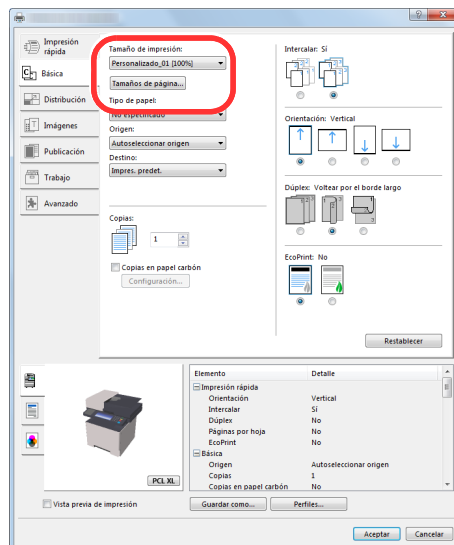 Impresión
rápida
Básica
Distribución
Imágenes
Publicación
Trabajo
Avanzado
Tamaño de impresión:
Personalizado_01 [100%]
Tamaños de página...
Tipo de papel:
No especificado
Origen:
Autoseleccionar origen
Destino:
Impres. predet.
Copias:
1
Copias en papel carbón
Configuración...
Intercalar: Sí
Orientación: Vertical
Dúplex: Voltear por el borde largo
EcoPrint: No
Restablecer
PCL XL
Vista previa de impresión
Elemento Detalle
Impresión rápida
Orientación Vertical
Intercalar Sí
Dúplex No
Páginas por hoja No
EcoPrint No
Básica
Origen Autoseleccionar origen
Copias 1
Copias en papel carbón No
Guardar como... Perfiles...
Aceptar Cancelar